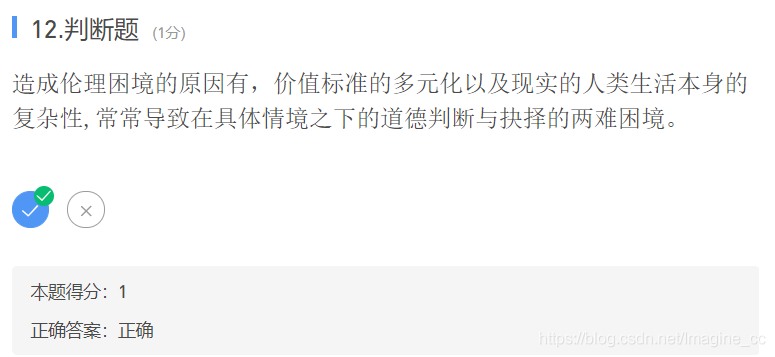 12.判断题 (1分)
造成伦理困境的原因有，价值标准的多元化以及现实的人类生活本身的
复杂性,常常导致在具体情境之下的道德判断与抉择的两难困境。
本题得分：1
正确答案：正确
https://blog.csdn.net/Imagine_cc